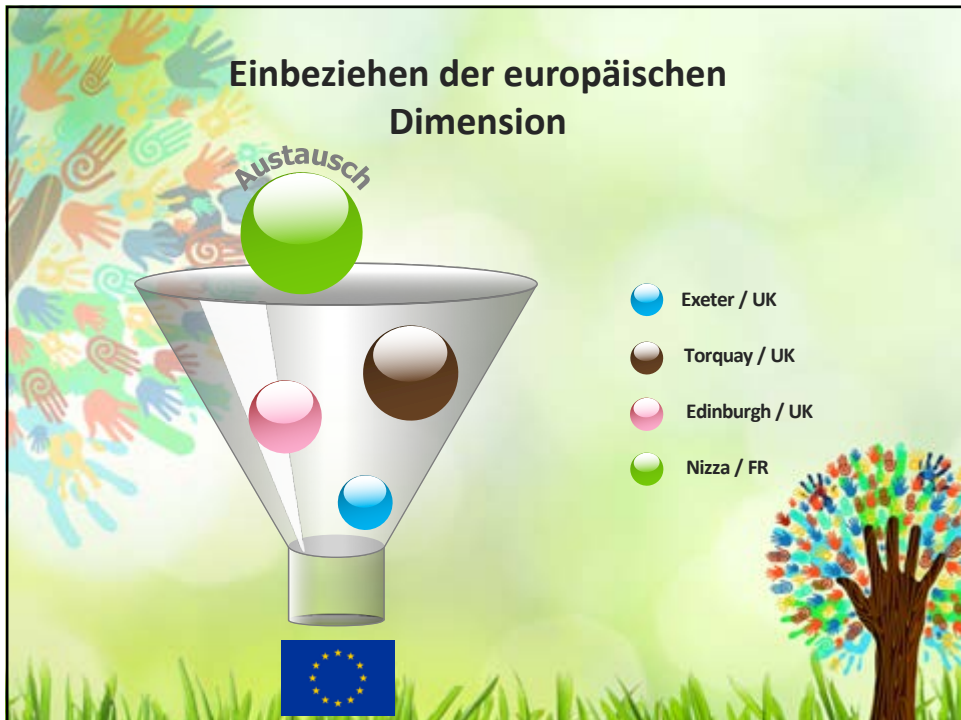 Einbeziehen der europäischen
Dimension
Austausch
Exeter / UK
Torquay / UK
Edinburgh / UK
Nizza / FR